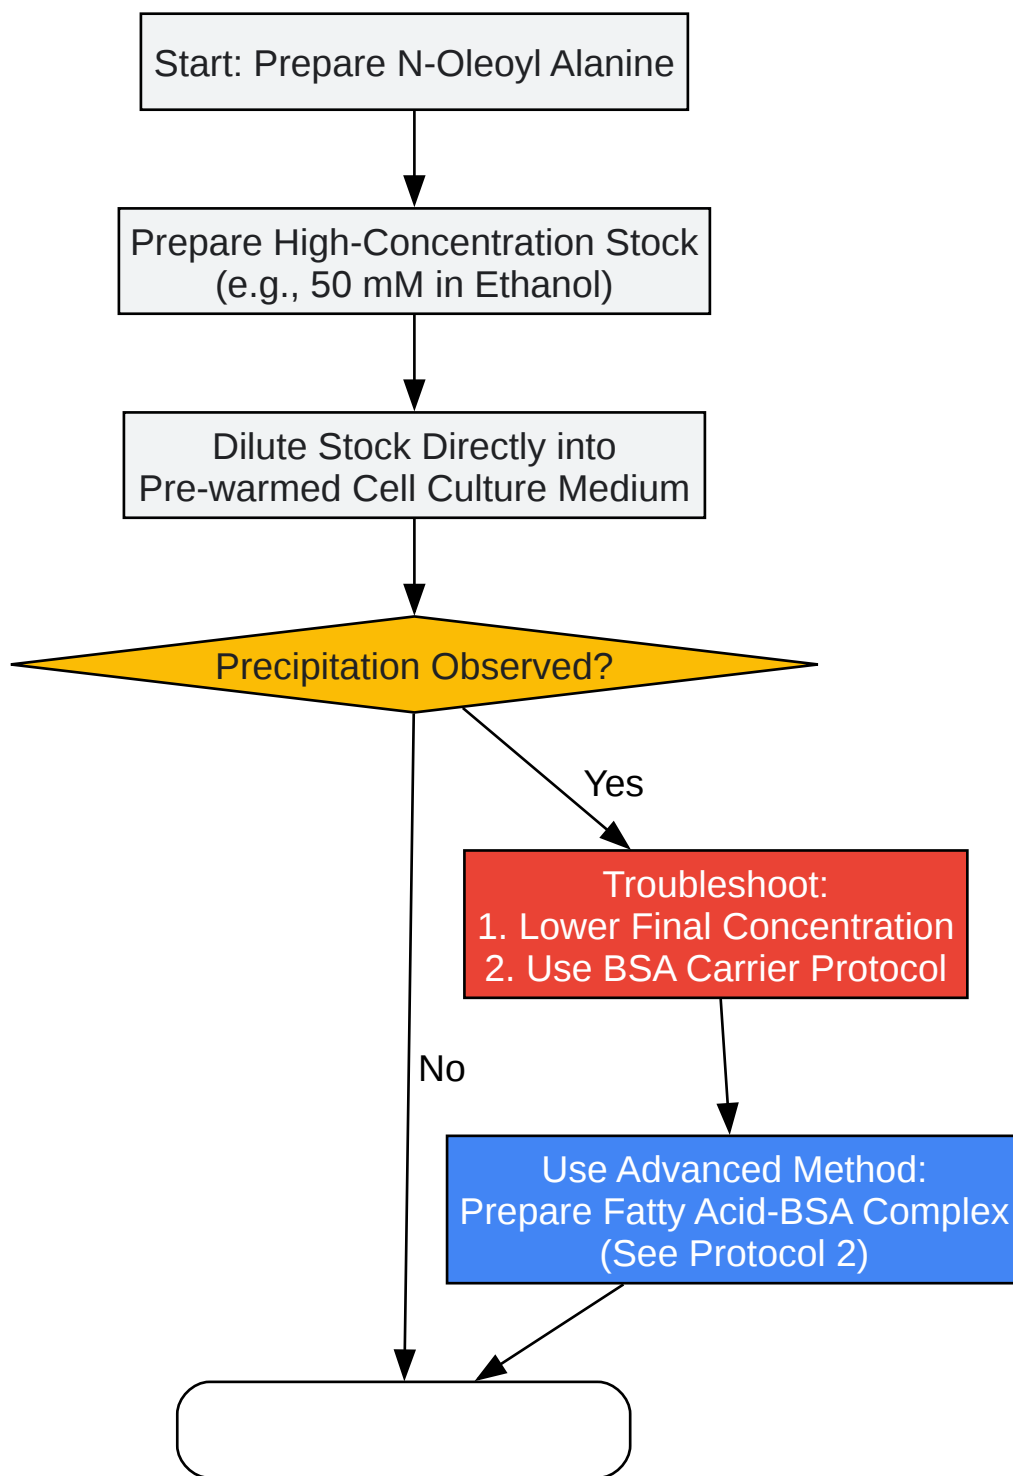 Start: Prepare N-Oleoyl Alanine
Prepare High-Concentration Stock
(e.g., 50 mM in Ethanol)
Dilute Stock Directly into
Pre-warmed Cell Culture Medium
Precipitation Observed?
Yes
Troubleshoot:
1. Lower Final Concentration
2. Use BSA Carrier Protocol
No
Use Advanced Method:
Prepare Fatty Acid-BSA Complex
(See Protocol 2)